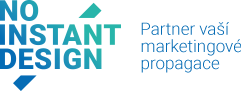 NO
INSTANT
DESIGN
Partner vaší
marketingové
propagace